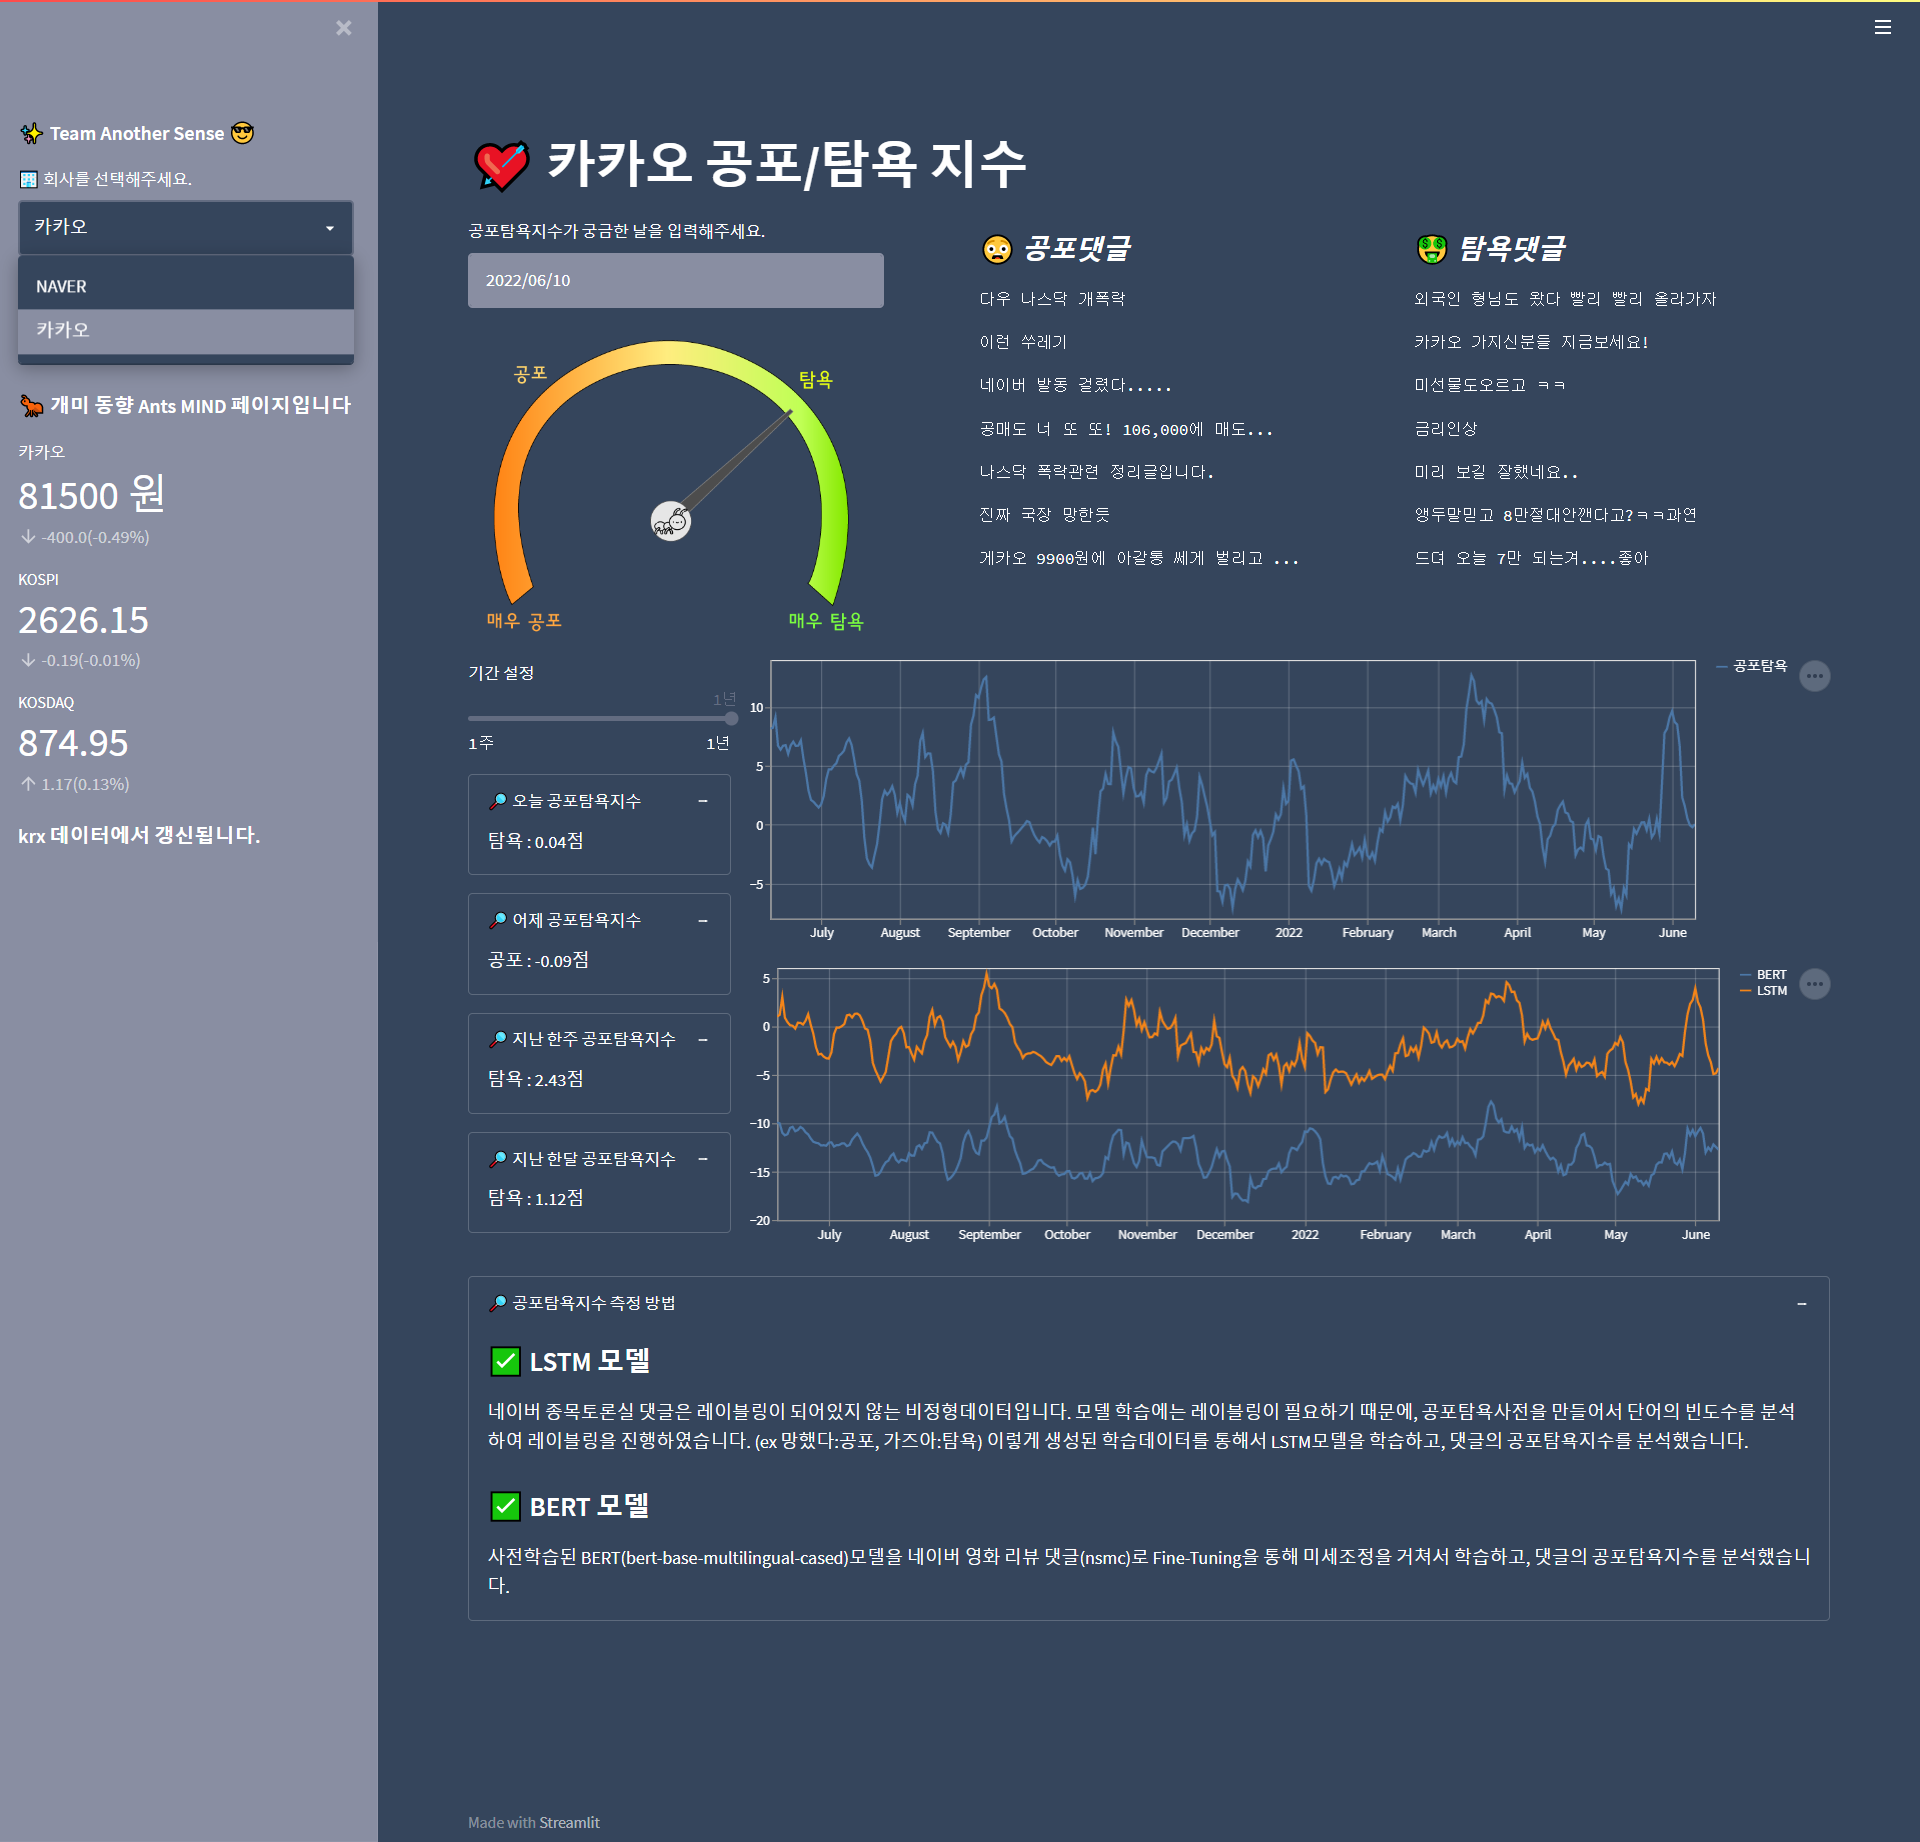 Team Another Sense
회사를 선택해주세요.
카카오
NAVER
카카오
개미 동향 Ants MIND 페이지입니다
카카오
81500 원
↓ -400.0(-0.49%)
KOSPI
2626.15
↓ -0.19(-0.01%)
KOSDAQ
874.95
↑ 1.17(0.13%)
krx 데이터에서 갱신됩니다.
카카오 공포/탐욕 지수
공포탐욕지수가 궁금한 날을 입력해주세요.
2022/06/10
공포
탐욕
매우 공포
매우 탐욕
공포댓글
다우 나스닥 개폭락
이런 쑤레기
네이버 발동 걸렸다.....
공매도 너 또 또! 106,000에 매도...
나스닥 폭락관련 정리글입니다.
진짜 국장 망한듯
게카오 9900원에 아갈통 쎄게 벌리고 ...
탐욕댓글
외국인 형님도 왔다 빨리 빨리 올라가자
카카오 가지신분들 지금보세요!
미선물도오르고 ㅋㅋ
금리인상
미리 보길 잘했네요..
앵두말믿고 8만절대안깬다고?ㅋㅋ과연
드뎌 오늘 7만 되는겨....좋아
기간 설정
1년
1주 1년
오늘 공포탐욕지수
탐욕 : 0.04점
어제 공포탐욕지수
공포 : -0.09점
지난 한주 공포탐욕지수
탐욕 : 2.43점
지난 한달 공포탐욕지수
탐욕 : 1.12점
공포탐욕
10
5
0
−5
July August September October November December 2022 February March April May June
BERT
LSTM
5
0
−5
−10
−15
−20
July August September October November December 2022 February March April May June
공포탐욕지수 측정 방법
LSTM 모델
네이버 종목토론실 댓글은 레이블링이 되어있지 않는 비정형데이터입니다. 모델 학습에는 레이블링이 필요하기 때문에, 공포탐욕사전을 만들어서 단어의 빈도수를 분석
하여 레이블링을 진행하였습니다. (ex 망했다:공포, 가즈아:탐욕) 이렇게 생성된 학습데이터를 통해서 LSTM모델을 학습하고, 댓글의 공포탐욕지수를 분석했습니다.
BERT 모델
사전학습된 BERT(bert-base-multilingual-cased)모델을 네이버 영화 리뷰 댓글(nsmc)로 Fine-Tuning을 통해 미세조정을 거쳐서 학습하고, 댓글의 공포탐욕지수를 분석했습니
다.
Made with Streamlit